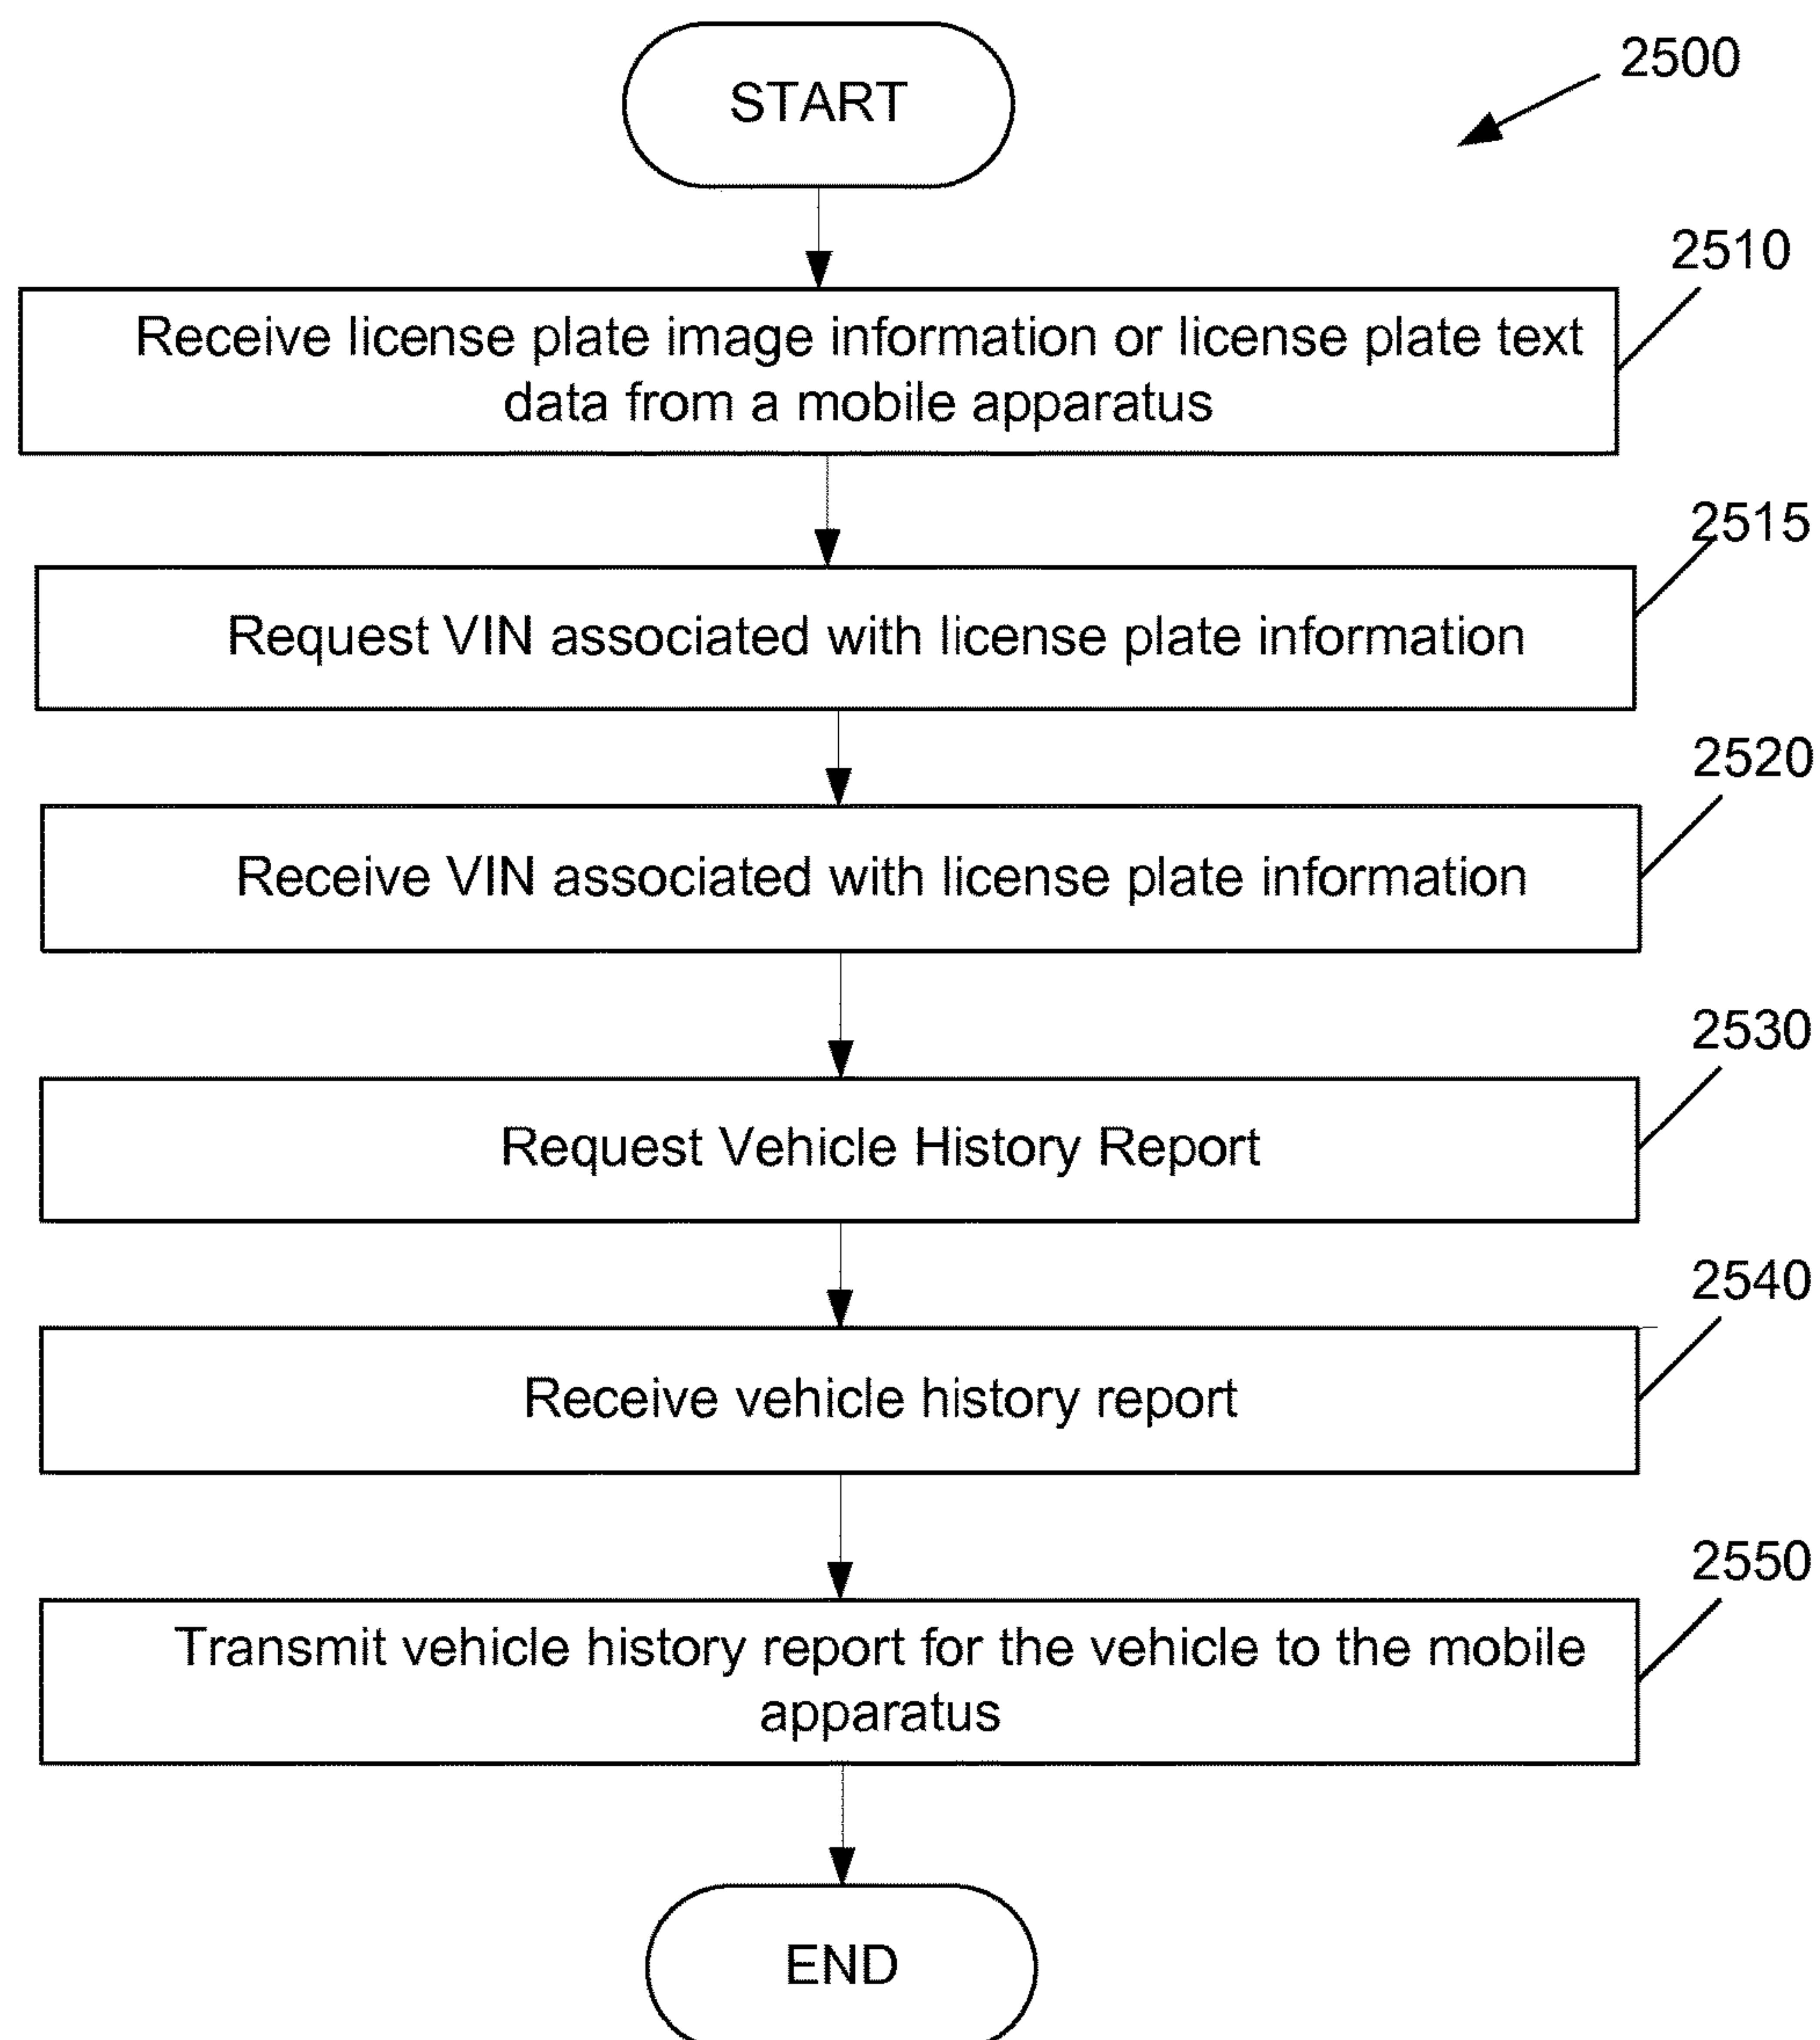 START
2500
2510
Receive license plate image information or license plate text
data from a mobile apparatus
2515
Request VIN associated with license plate information
2520
Receive VIN associated with license plate information
2530
Request Vehicle History Report
2540
Receive vehicle history report
2550
Transmit vehicle history report for the vehicle to the mobile
apparatus
END